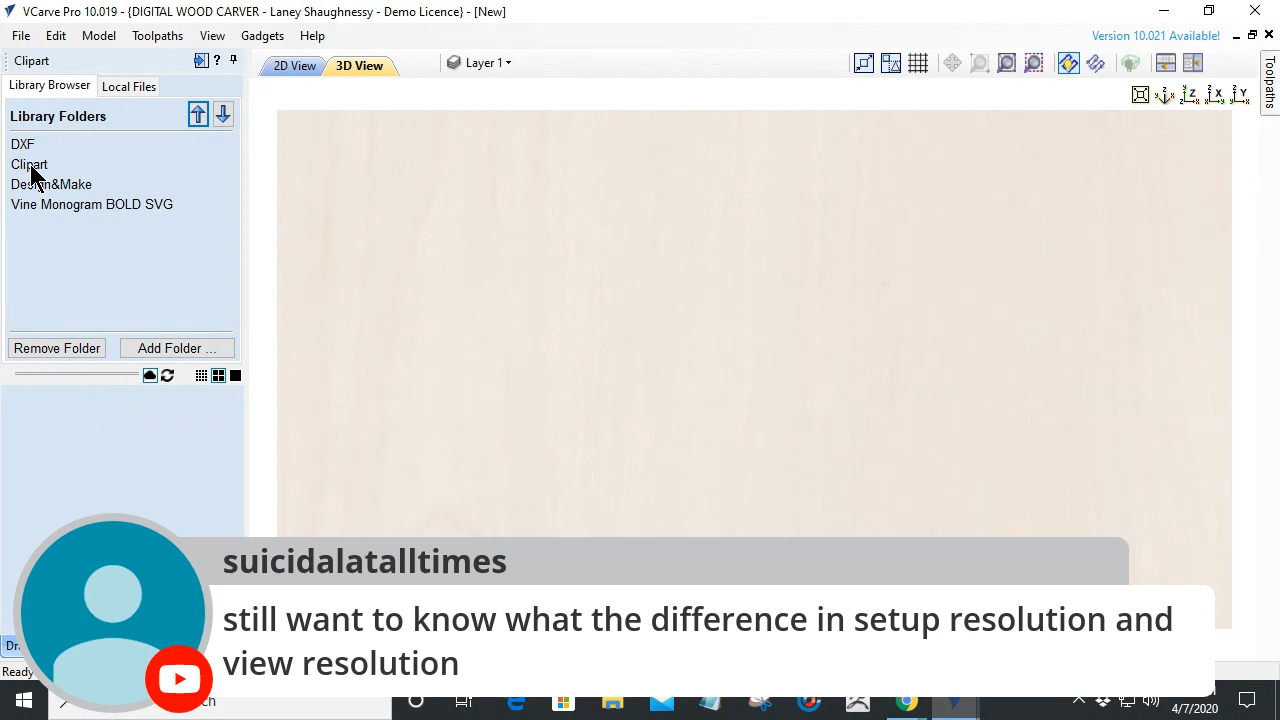 VCarve Pro 10.019 - {DIGITAL WOOD CARVER - Laney Shaughnessy - Demo Licence} - [New]
File Edit Model Toolpaths View Gadgets Help Version 10.021 Available!
Clipart ?
2D View 3D View Layer 1
Z X Y
Toolpaths
Library Browser Local Files
Library Folders
DXF
Clipart
Design&Make
Vine Monogram BOLD SVG
Remove Folder Add Folder ...
suicidalatalltimes
still want to know what the difference in setup resolution and
view resolution
4/7/2020